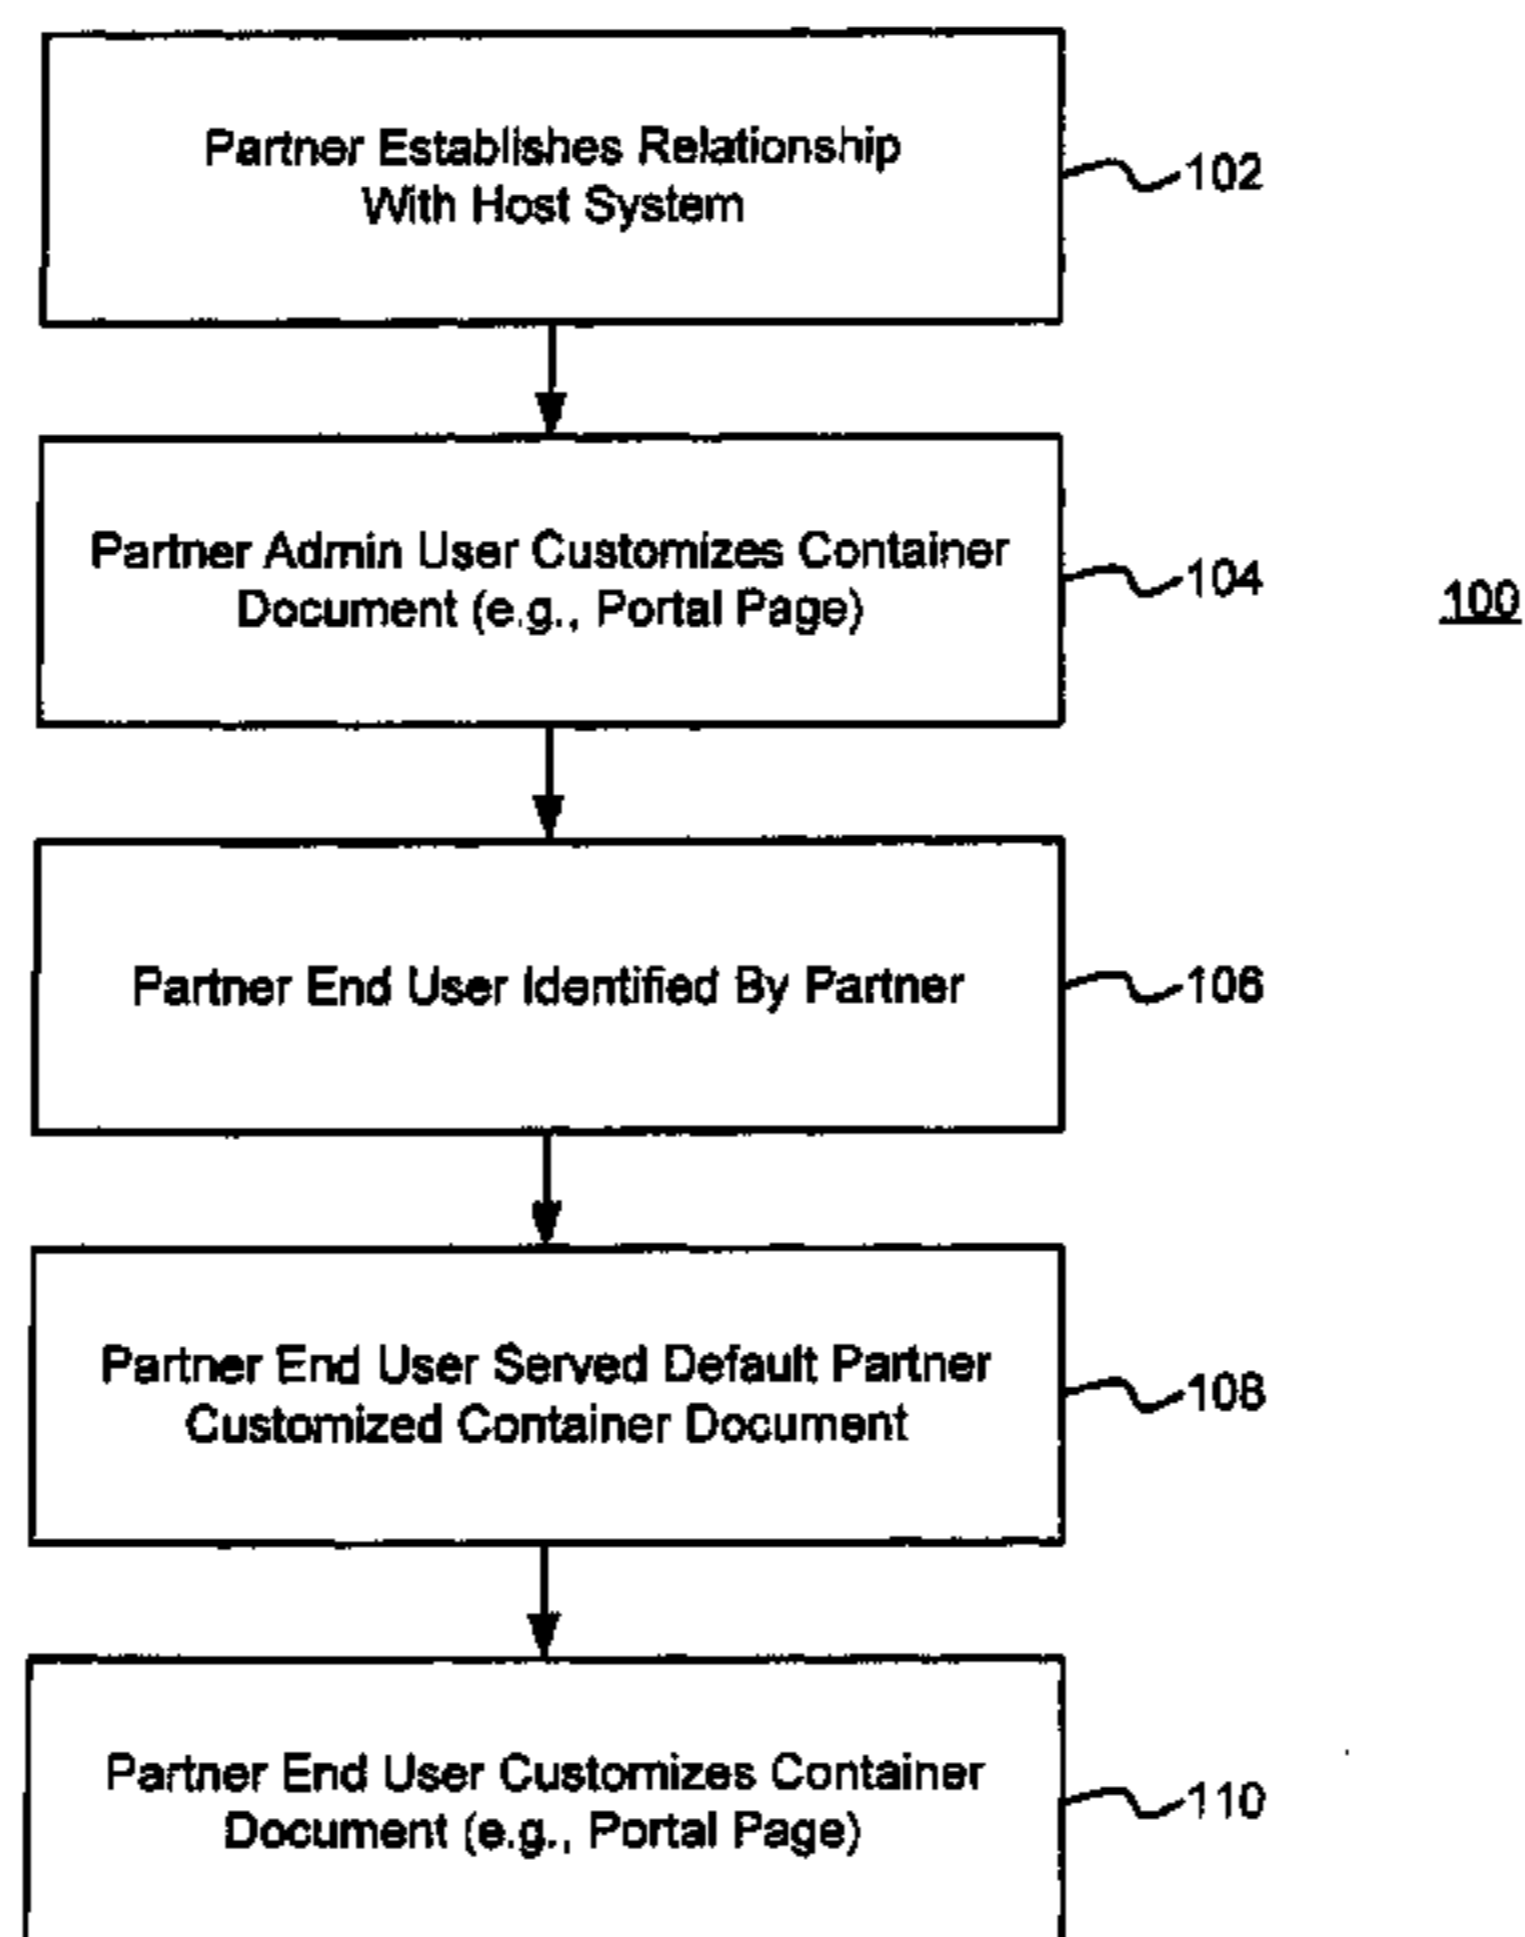 Partner Establishes Relationship
With Host System
102
Partner Admin User Customizes Container
Document (e.g., Portal Page)
104
100
Partner End User Identified By Partner
106
Partner End User Served Default Partner
Customized Container Document
108
Partner End User Customizes Container
Document (e.g., Portal Page)
110